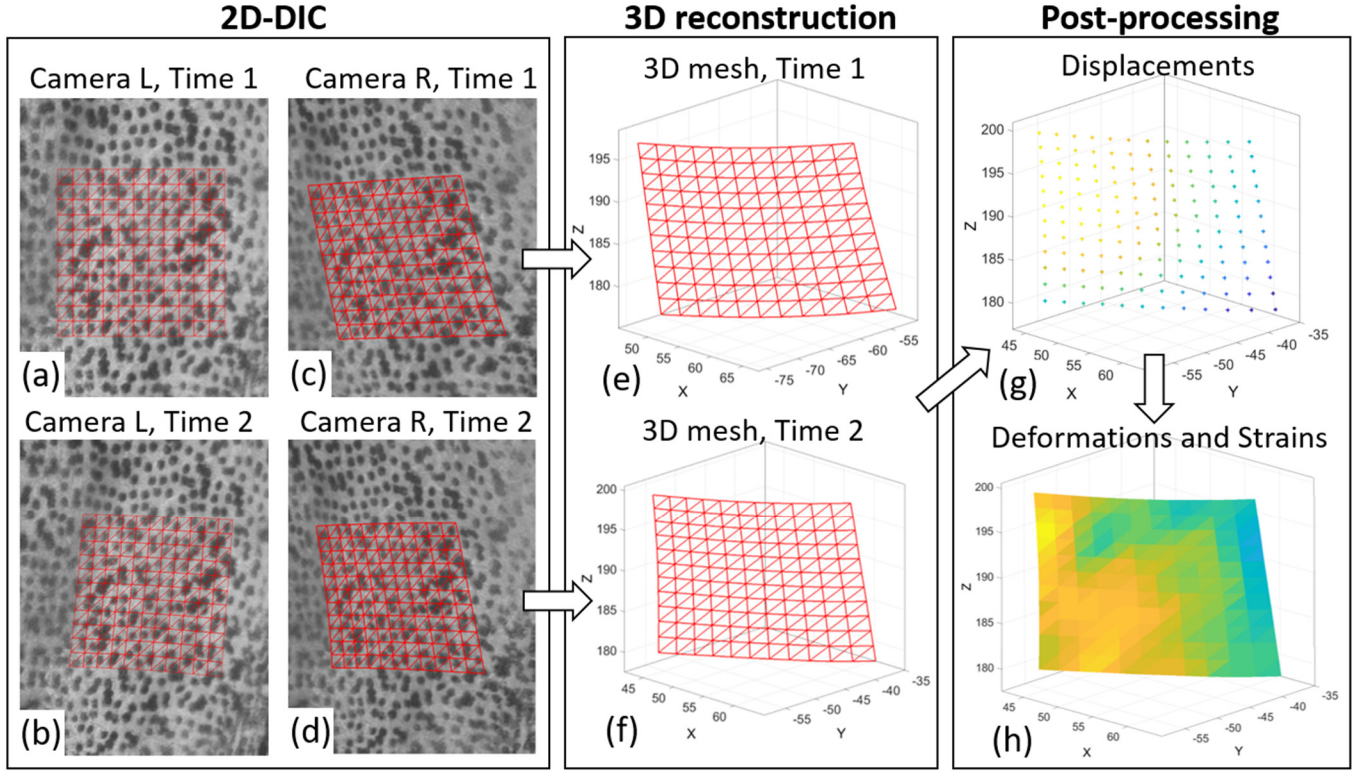 2D-DIC
Camera L, Time 1
Camera R, Time 1
(a)
(c)
Camera L, Time 2
Camera R, Time 2
(b)
(d)
3D reconstruction
3D mesh, Time 1
195
190
185
180
Z
50
55
60
65
X
-75
-70
-65
-60
-55
Y
(e)
3D mesh, Time 2
200
195
190
185
180
Z
45
50
55
60
X
-55
-50
-45
-40
-35
Y
(f)
Post-processing
Displacements
200
195
190
185
180
Z
45
50
55
60
X
-55
-50
-45
-40
-35
Y
(g)
Deformations and Strains
200
195
190
185
180
Z
45
50
55
60
X
-55
-50
-45
-40
-35
Y
(h)